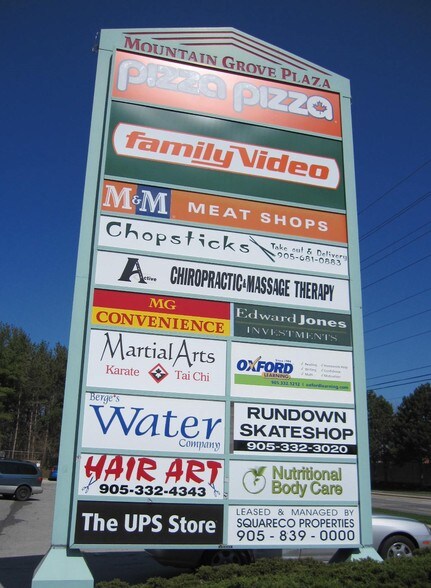 MOUNTAIN GROVE PLAZA
PIZZA PIZZA
family Video
M&M MEAT SHOPS
Chopsticks
Take out & Delivery
905-681-0883
Active CHIROPRACTIC & MASSAGE THERAPY
MG
CONVENIENCE
Edward Jones
INVESTMENTS
Martial Arts
Karate Tai Chi
OXFORD
LEARNING
Berge's
Water
Company
RUNDOWN
SKATESHOP
905-332-3020
HAIR ART
905-332-4343
Nutritional
Body Care
The UPS Store
LEASED & MANAGED BY
SQUARECO PROPERTIES
905-839-0000